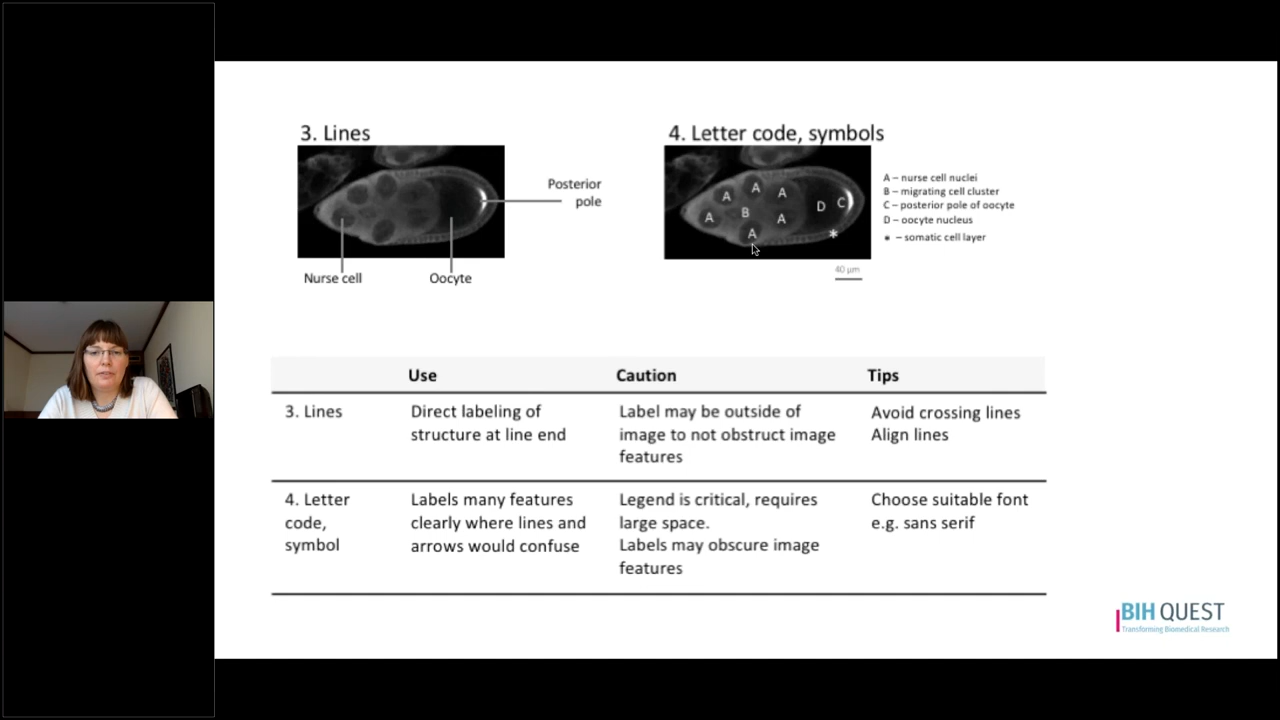 3. Lines
Posterior
pole
Nurse cell
Oocyte
4. Letter code, symbols
A
A
A
A
B
A
A
D
C
*
A – nurse cell nuclei
B – migrating cell cluster
C – posterior pole of oocyte
D – oocyte nucleus
* – somatic cell layer
40 µm
Use
Caution
Tips
3. Lines
Direct labeling of
structure at line end
Label may be outside of
image to not obstruct image
features
Avoid crossing lines
Align lines
4. Letter
code,
symbol
Labels many features
clearly where lines and
arrows would confuse
Legend is critical, requires
large space.
Labels may obscure image
features
Choose suitable font
e.g. sans serif
BIH QUEST
Transforming Biomedical Research